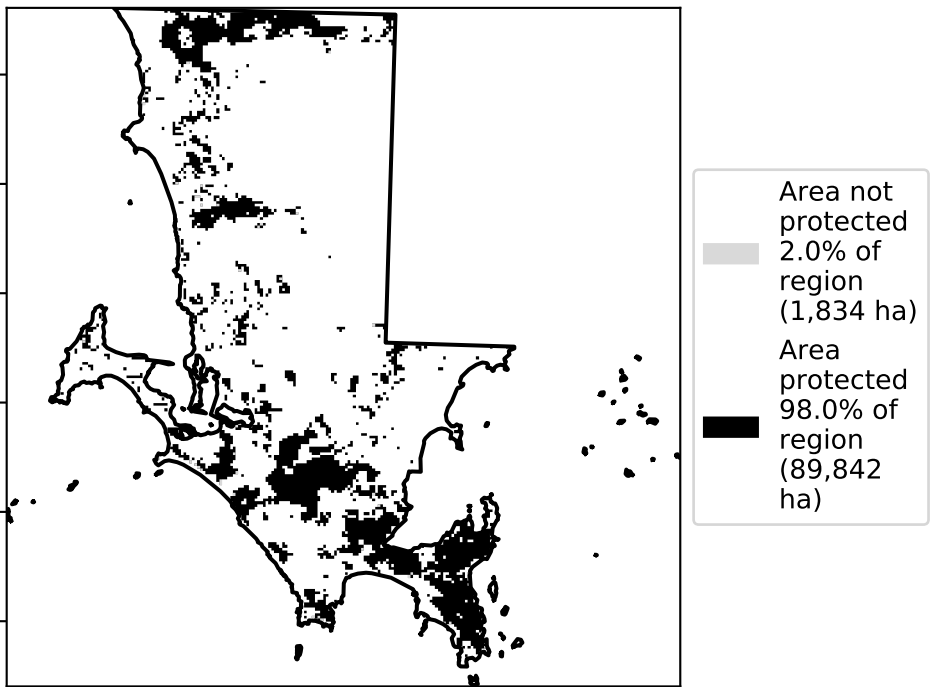 Area not
protected
2.0% of
region
(1,834 ha)
Area
protected
98.0% of
region
(89,842
ha)